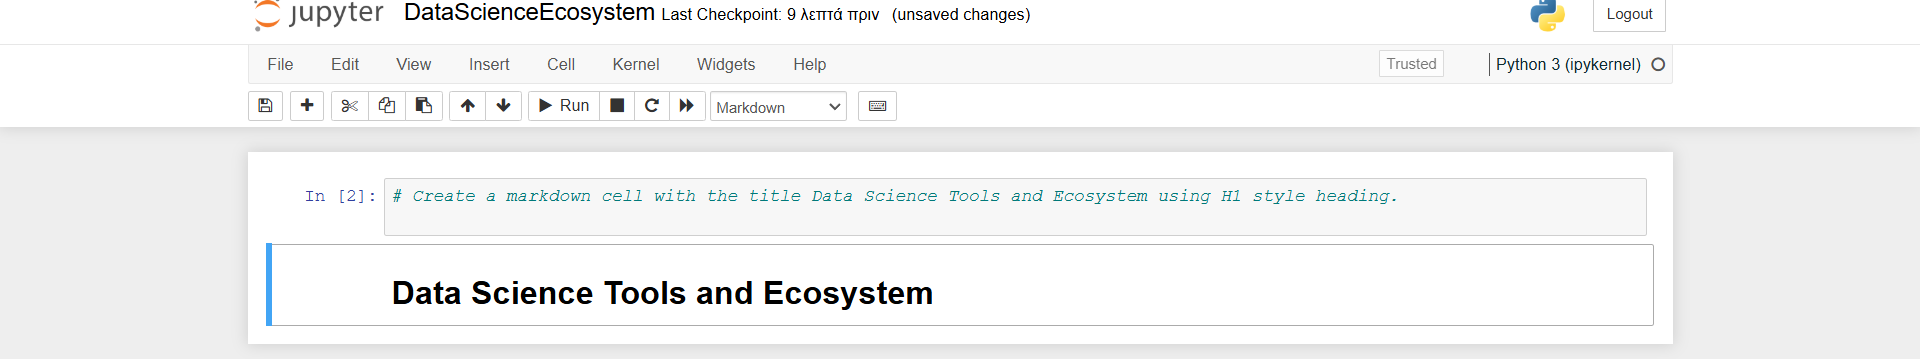 jupyter DataScienceEcosystem Last Checkpoint: 9 λεπτά πριν (unsaved changes) Logout
File Edit View Insert Cell Kernel Widgets Help Trusted Python 3 (ipykernel)
Run Markdown
In [2]: # Create a markdown cell with the title Data Science Tools and Ecosystem using H1 style heading.
Data Science Tools and Ecosystem